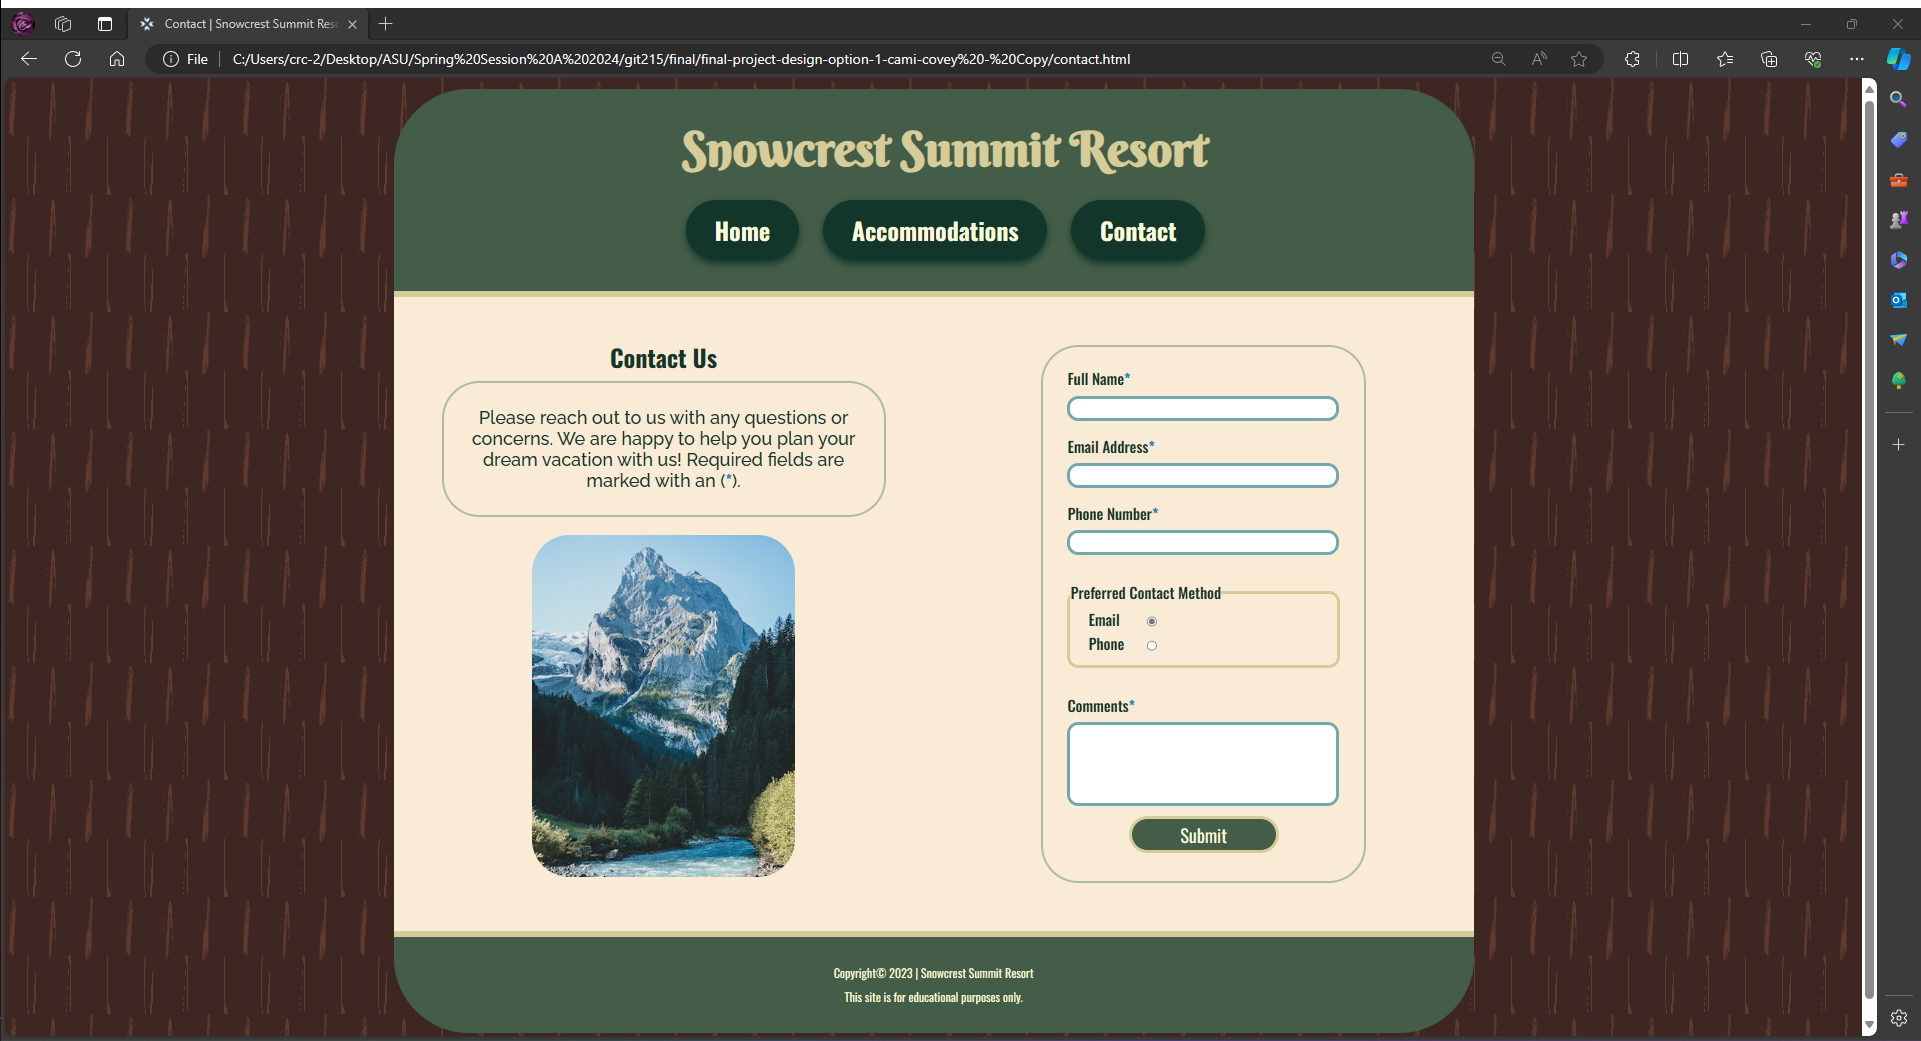 Contact | Snowcrest Summit Res
File
C:/Users/crc-2/Desktop/ASU/Spring%20Session%20A%202024/git215/final/final-project-design-option-1-cami-covey%20-%20Copy/contact.html
Snowcrest Summit Resort
Home
Accommodations
Contact
Contact Us
Please reach out to us with any questions or
concerns. We are happy to help you plan your
dream vacation with us! Required fields are
marked with an (*).
Full Name*
Email Address*
Phone Number*
Preferred Contact Method
Email
Phone
Comments*
Submit
Copyright© 2023 | Snowcrest Summit Resort
This site is for educational purposes only.